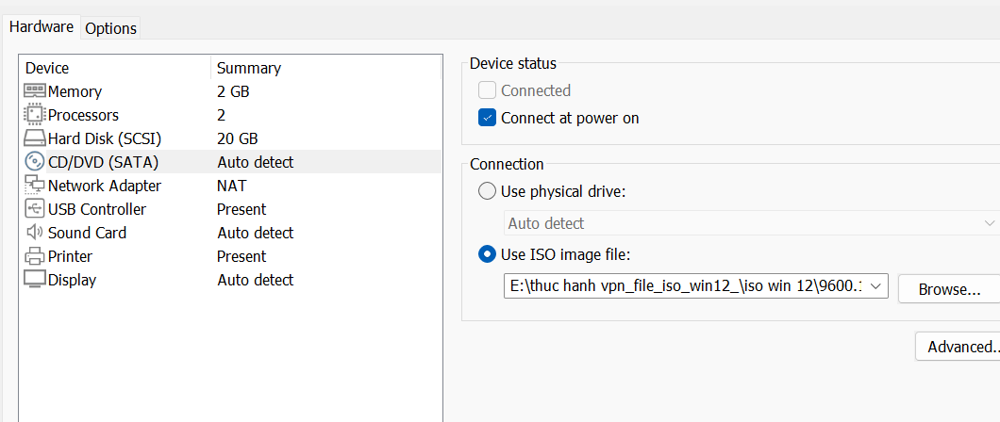 Hardware Options
Device Summary
Memory 2 GB
Processors 2
Hard Disk (SCSI) 20 GB
CD/DVD (SATA) Auto detect
Network Adapter NAT
USB Controller Present
Sound Card Auto detect
Printer Present
Display Auto detect
Device status
Connected
Connect at power on
Connection
Use physical drive:
Auto detect
Use ISO image file:
E:\thuc hanh vpn_file_iso_win12_\iso win 12\9600.1
Browse...
Advanced..